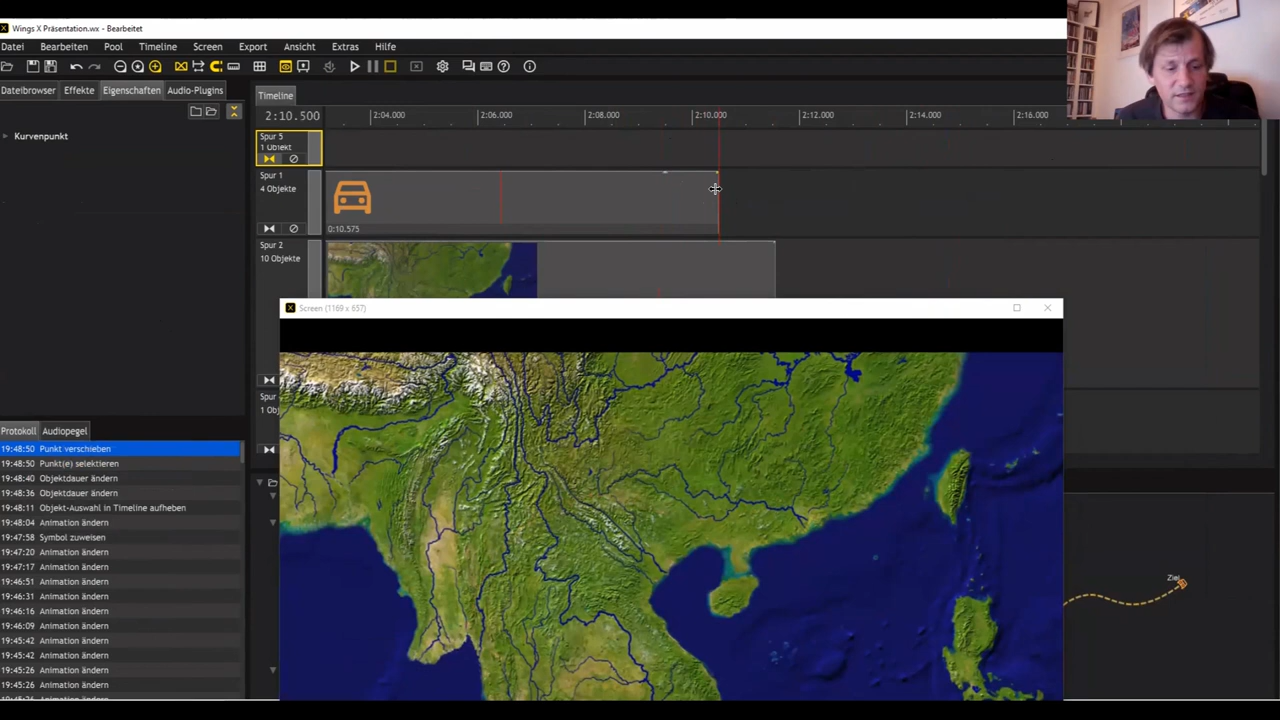 Wings X Präsentation.wx - Bearbeitet
Datei Bearbeiten Pool Timeline Screen Export Ansicht Extras Hilfe
Dateibrowser Effekte Eigenschaften Audio-Plugins
Kurvenpunkt
Timeline
2:10.500 2:04.000 2:06.000 2:08.000 2:10.000 2:12.000 2:14.000 2:16.000
Spur 5
1 Objekt
Spur 1
4 Objekte
0:10.575
Spur 2
10 Objekte
Screen (1169 x 657)
Spur
1 Obj
Protokoll Audiopegel
19:48:50 Punkt verschieben
19:48:50 Punkt(e) selektieren
19:48:40 Objektdauer ändern
19:48:36 Objektdauer ändern
19:48:11 Objekt-Auswahl in Timeline aufheben
19:48:04 Animation ändern
19:47:58 Symbol zuweisen
19:47:20 Animation ändern
19:47:17 Animation ändern
19:46:51 Animation ändern
19:46:31 Animation ändern
19:46:16 Animation ändern
19:46:09 Animation ändern
19:45:42 Animation ändern
19:45:42 Animation ändern
19:45:26 Animation ändern
19:45:26 Animation ändern
Ziel